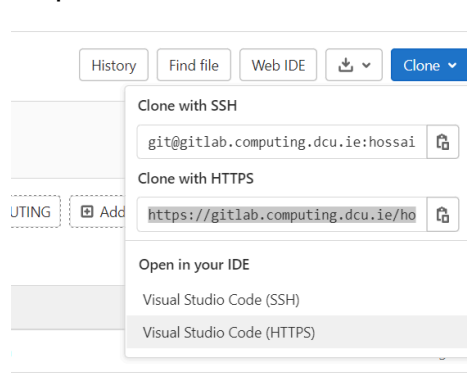 History Find file Web IDE Clone
Clone with SSH
git@gitlab.computing.dcu.ie:hossai
Clone with HTTPS
UTING Add https://gitlab.computing.dcu.ie/ho
Open in your IDE
Visual Studio Code (SSH)
Visual Studio Code (HTTPS)